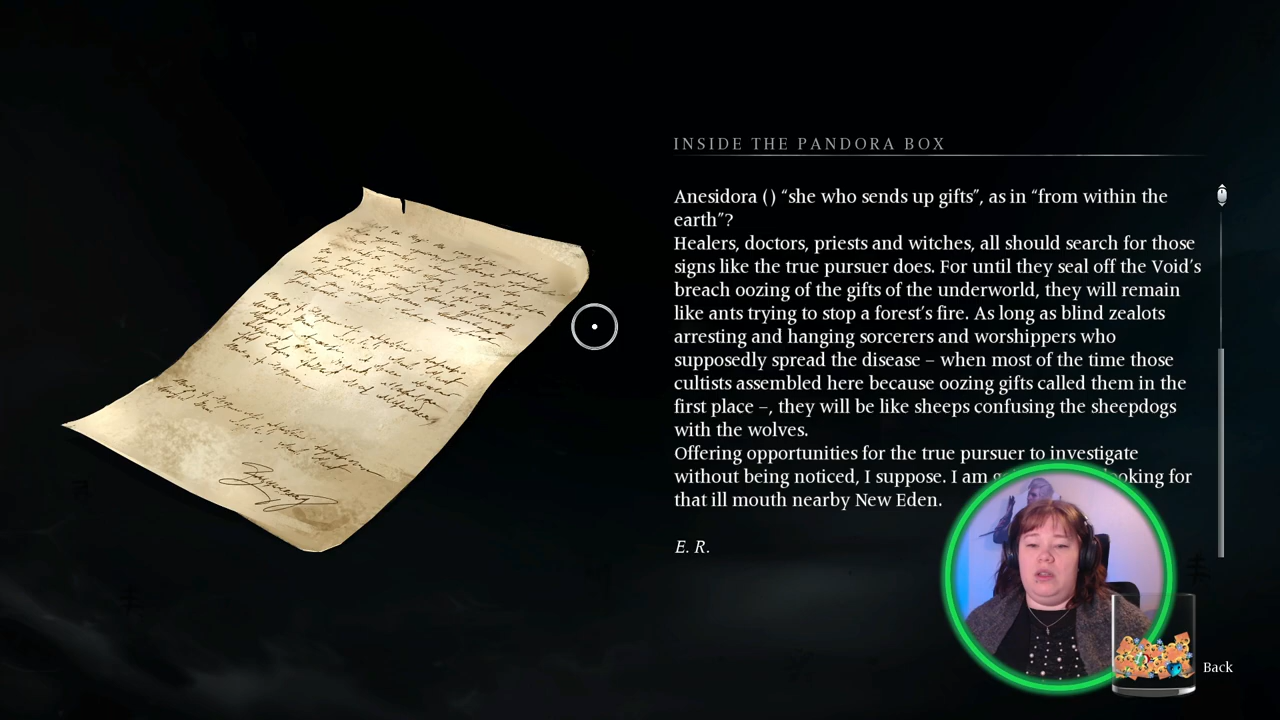 INSIDE THE PANDORA BOX
Anesidora () “she who sends up gifts”, as in “from within the
earth”?
Healers, doctors, priests and witches, all should search for those
signs like the true pursuer does. For until they seal off the Void’s
breach oozing of the gifts of the underworld, they will remain
like ants trying to stop a forest’s fire. As long as blind zealots
arresting and hanging sorcerers and worshippers who
supposedly spread the disease – when most of the time those
cultists assembled here because oozing gifts called them in the
first place –, they will be like sheeps confusing the sheepdogs
with the wolves.
Offering opportunities for the true pursuer to investigate
without being noticed, I suppose. I am for
that ill mouth nearby New Eden.
E. R.
Back